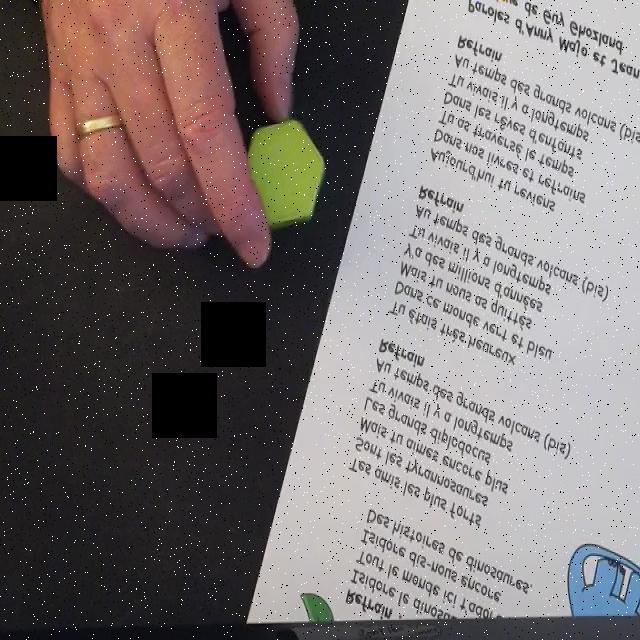 Refrain
Isidore le dinosa
Tout le monde ici t'ador
Isidore dis-nous encore
Des histoires de dinosaures
Tes amis les plus forts
Sont les tyrannosaures
Mais tu aimes encore plus
Les grands diplodocus
Tu vivais il y a longtemps
Au temps des grands volcans (bis)
Refrain
Tu étais très heureux
Dans ce monde vert et bleu
Mais tu nous as quittés
Y'a des millions d'années
Tu vivais il y a longtemps
Au temps des grands volcans (bis)
Refrain
Aujourd'hui tu reviens
Dans nos livres et refrains
Tu as traversé le temps
Dans les rêves d'enfants
Tu vivais il y a longtemps
Au temps des grands volcans (bis
Refrain
Paroles d'Anny Majo et Jean
de Guy Ghozland